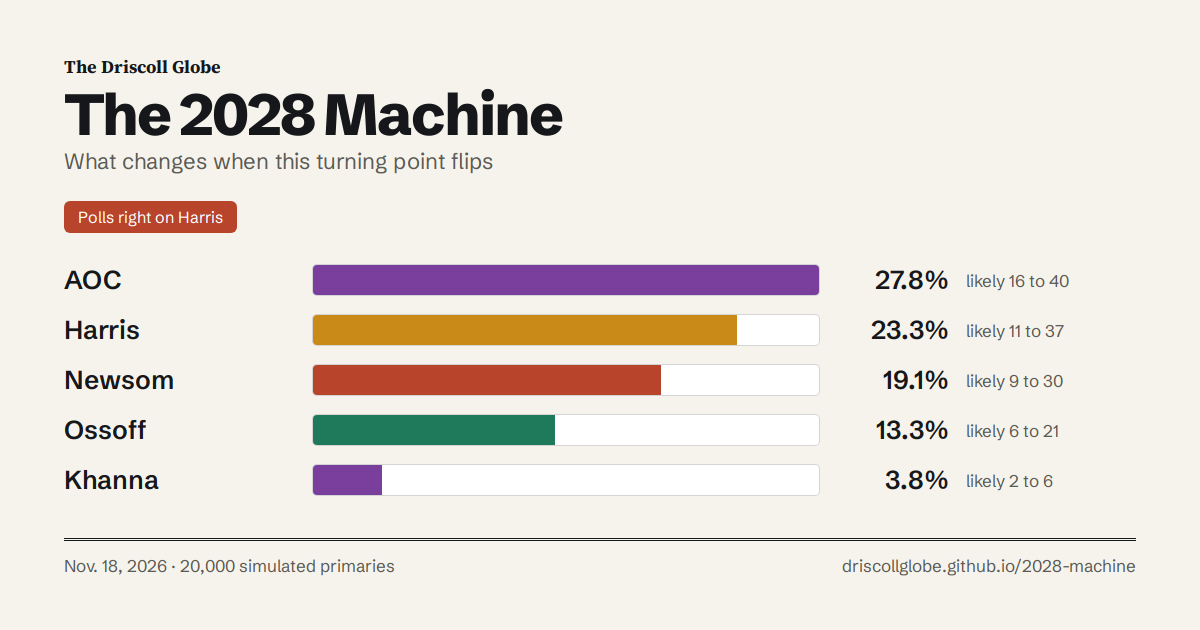 The Driscoll Globe
The 2028 Machine
What changes when this turning point flips
Polls right on Harris
AOC 27.8% likely 16 to 40
Harris 23.3% likely 11 to 37
Newsom 19.1% likely 9 to 30
Ossoff 13.3% likely 6 to 21
Khanna 3.8% likely 2 to 6
Nov. 18, 2026 · 20,000 simulated primaries driscollglobe.github.io/2028-machine